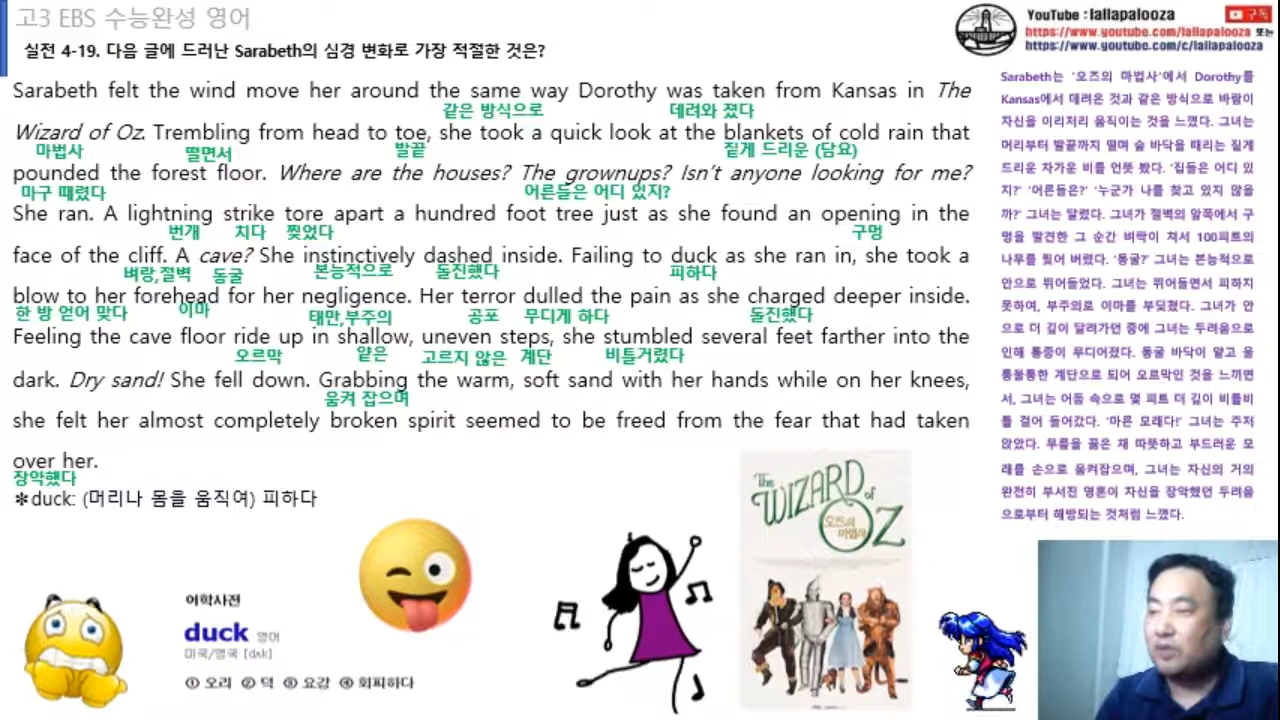 고3 EBS 수능완성 영어
실전 4-19. 다음 글에 드러난 Sarabeth의 심경 변화로 가장 적절한 것은?
YouTube : lallapalooza
구독
https://www.youtube.com/lallapalooza 또는
https://www.youtube.com/c/lallapalooza
Sarabeth felt the wind move her around the same way Dorothy was taken from Kansas in The
같은 방식으로 데려와 졌다
Wizard of Oz. Trembling from head to toe, she took a quick look at the blankets of cold rain that
마법사 떨면서 발끝 짙게 드리운 (담요)
pounded the forest floor. Where are the houses? The grownups? Isn't anyone looking for me?
마구 때렸다 어른들은 어디 있지?
She ran. A lightning strike tore apart a hundred foot tree just as she found an opening in the
번개 치다 찢었다 구멍
face of the cliff. A cave? She instinctively dashed inside. Failing to duck as she ran in, she took a
벼랑,절벽 동굴 본능적으로 돌진했다 피하다
blow to her forehead for her negligence. Her terror dulled the pain as she charged deeper inside.
한 방 얻어 맞다 이마 태만,부주의 공포 무디게 하다 돌진했다
Feeling the cave floor ride up in shallow, uneven steps, she stumbled several feet farther into the
오르막 얕은 고르지 않은 계단 비틀거렸다
dark. Dry sand! She fell down. Grabbing the warm, soft sand with her hands while on her knees,
움켜 잡으며
she felt her almost completely broken spirit seemed to be freed from the fear that had taken
over her.
장악했다
＊duck: (머리나 몸을 움직여) 피하다
Sarabeth는 '오즈의 마법사'에서 Dorothy를
Kansas에서 데려온 것과 같은 방식으로 바람이
자신을 이리저리 움직이는 것을 느꼈다. 그녀는
머리부터 발끝까지 떨며 숲 바닥을 때리는 짙게
드리운 차가운 비를 언뜻 봤다. '집들은 어디 있
지?' '어른들은?' '누군가 나를 찾고 있지 않을
까?' 그녀는 달렸다. 그녀가 절벽의 앞쪽에서 구
멍을 발견한 그 순간 벼락이 쳐서 100피트의
나무를 찢어 버렸다. '동굴?' 그녀는 본능적으로
안으로 뛰어들었다. 그녀는 뛰어들면서 피하지
못하여, 부주의로 이마를 부딪혔다. 그녀가 안
으로 더 깊이 달려가던 중에 그녀는 두려움으로
인해 통증이 무디어졌다. 동굴 바닥이 얕고 울
퉁불퉁한 계단으로 되어 오르막인 것을 느끼면
서, 그녀는 어둠 속으로 몇 피트 더 깊이 비틀비
틀 걸어 들어갔다. '마른 모래다!' 그녀는 주저
앉았다. 무릎을 꿇은 채 따뜻하고 부드러운 모
래를 손으로 움켜잡으며, 그녀는 자신의 거의
완전히 부서진 영혼이 자신을 장악했던 두려움
으로부터 해방되는 것처럼 느꼈다.
The
WIZARD of
OZ
오즈의
마법사
어학사전
duck 영어
미국/영국 [dʌk]
① 오리 ② 덕 ③ 요강 ④ 회피하다